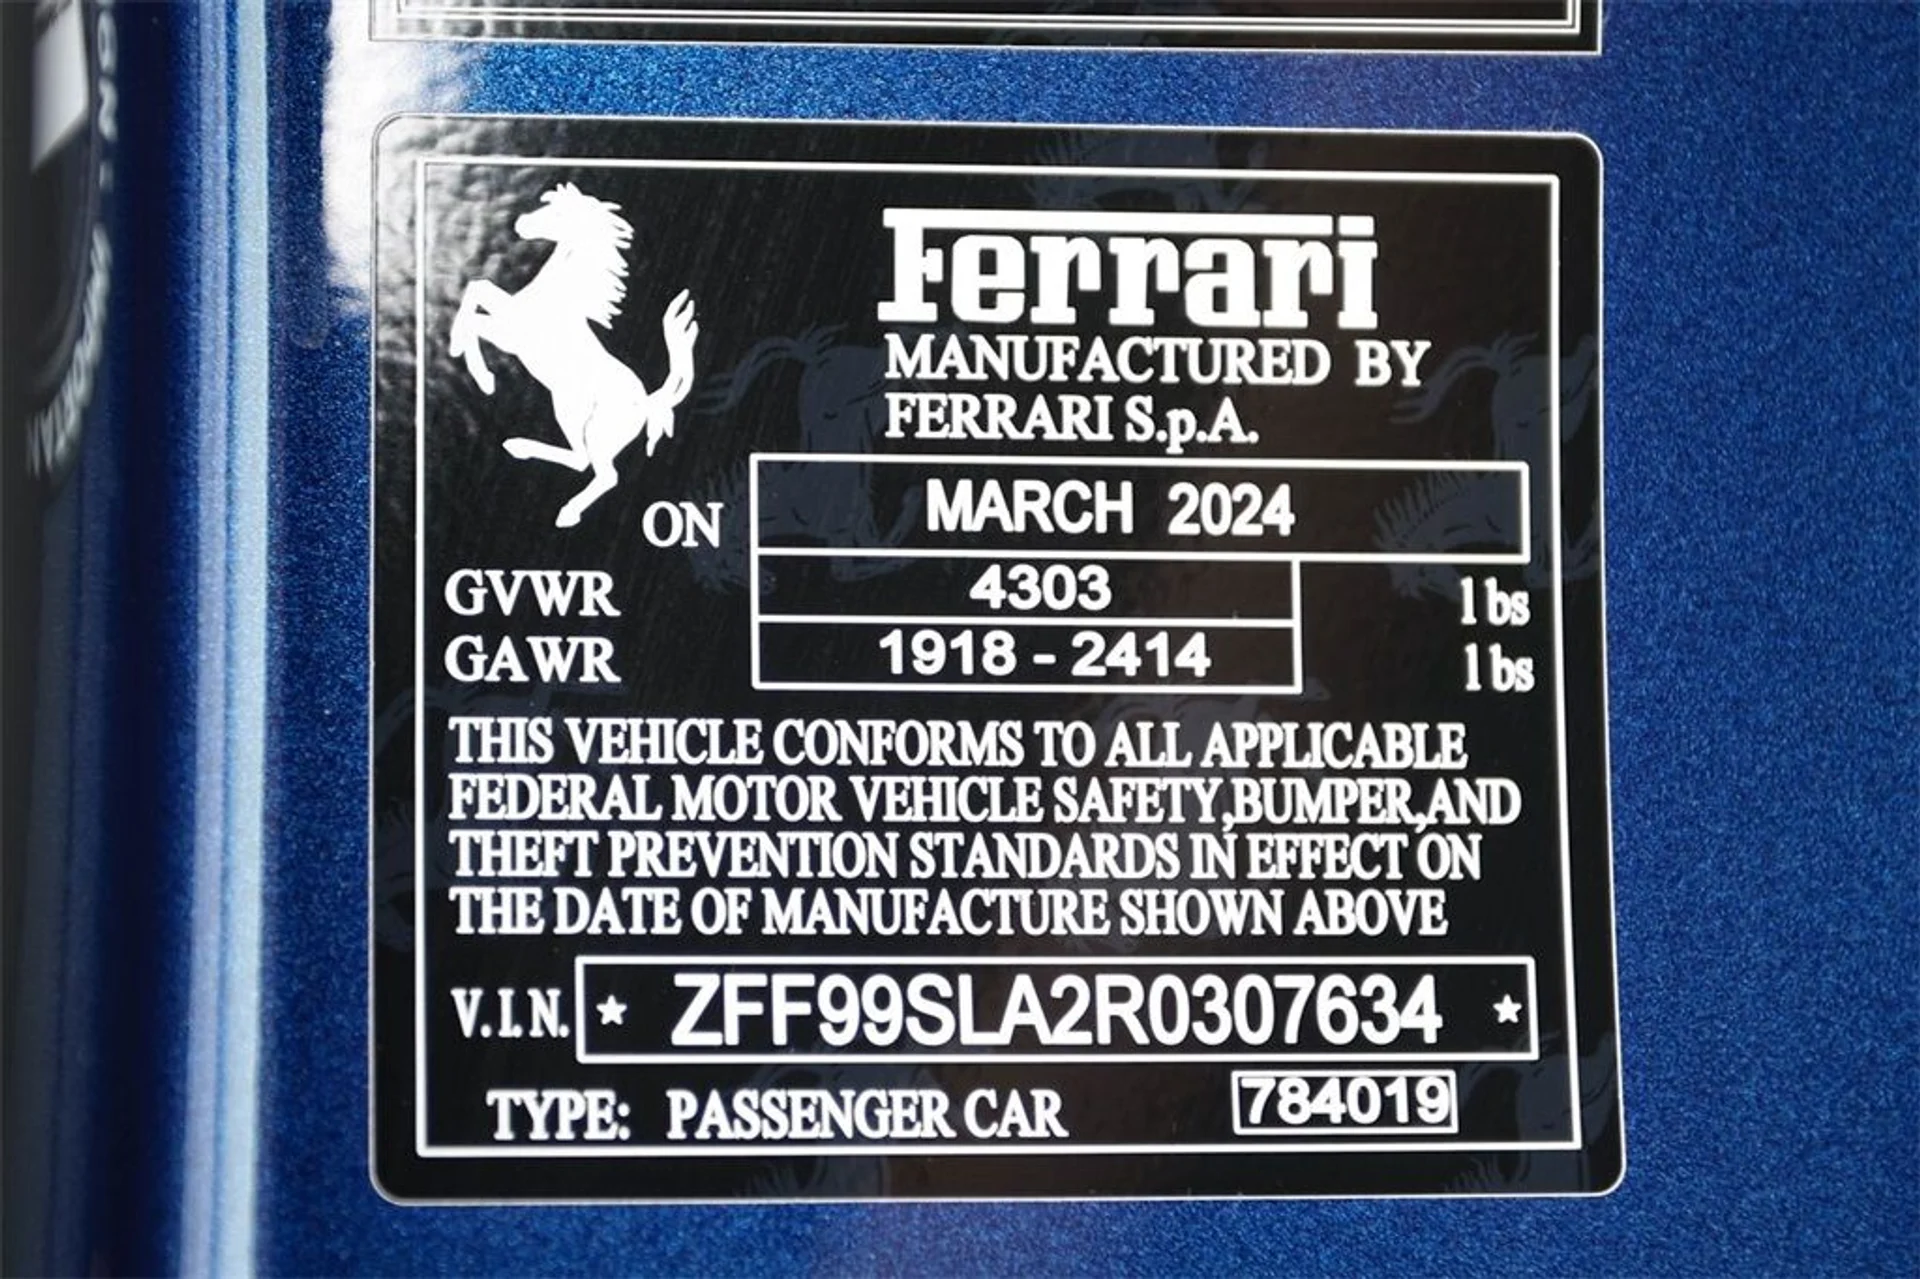 Ferrari
MANUFACTURED BY
FERRARI S.p.A.
ON MARCH 2024
GVWR 4303 lbs
GAWR 1918 - 2414 lbs
THIS VEHICLE CONFORMS TO ALL APPLICABLE
FEDERAL MOTOR VEHICLE SAFETY,BUMPER,AND
THEFT PREVENTION STANDARDS IN EFFECT ON
THE DATE OF MANUFACTURE SHOWN ABOVE
V.I.N. ★ ZFF99SLA2R0307634 ★
TYPE: PASSENGER CAR 784019